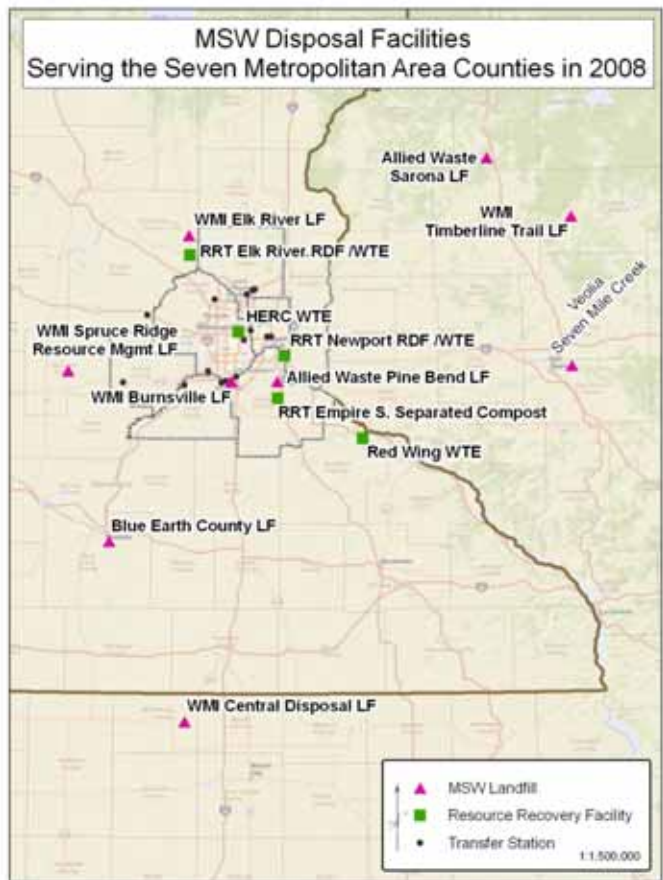 MSW Disposal Facilities
Serving the Seven Metropolitan Area Counties in 2008
Allied Waste
Sarona LF
WMI
Timberline Trail LF
WMI Elk River LF
RRT Elk River RDF /WTE
Veolia
Seven Mile Creek
HERC WTE
WMI Spruce Ridge
Resource Mgmt LF
RRT Newport RDF /WTE
WMI Burnsville LF
Allied Waste Pine Bend LF
RRT Empire S. Separated Compost
Red Wing WTE
Blue Earth County LF
WMI Central Disposal LF
MSW Landfill
Resource Recovery Facility
Transfer Station
1:1,500,000